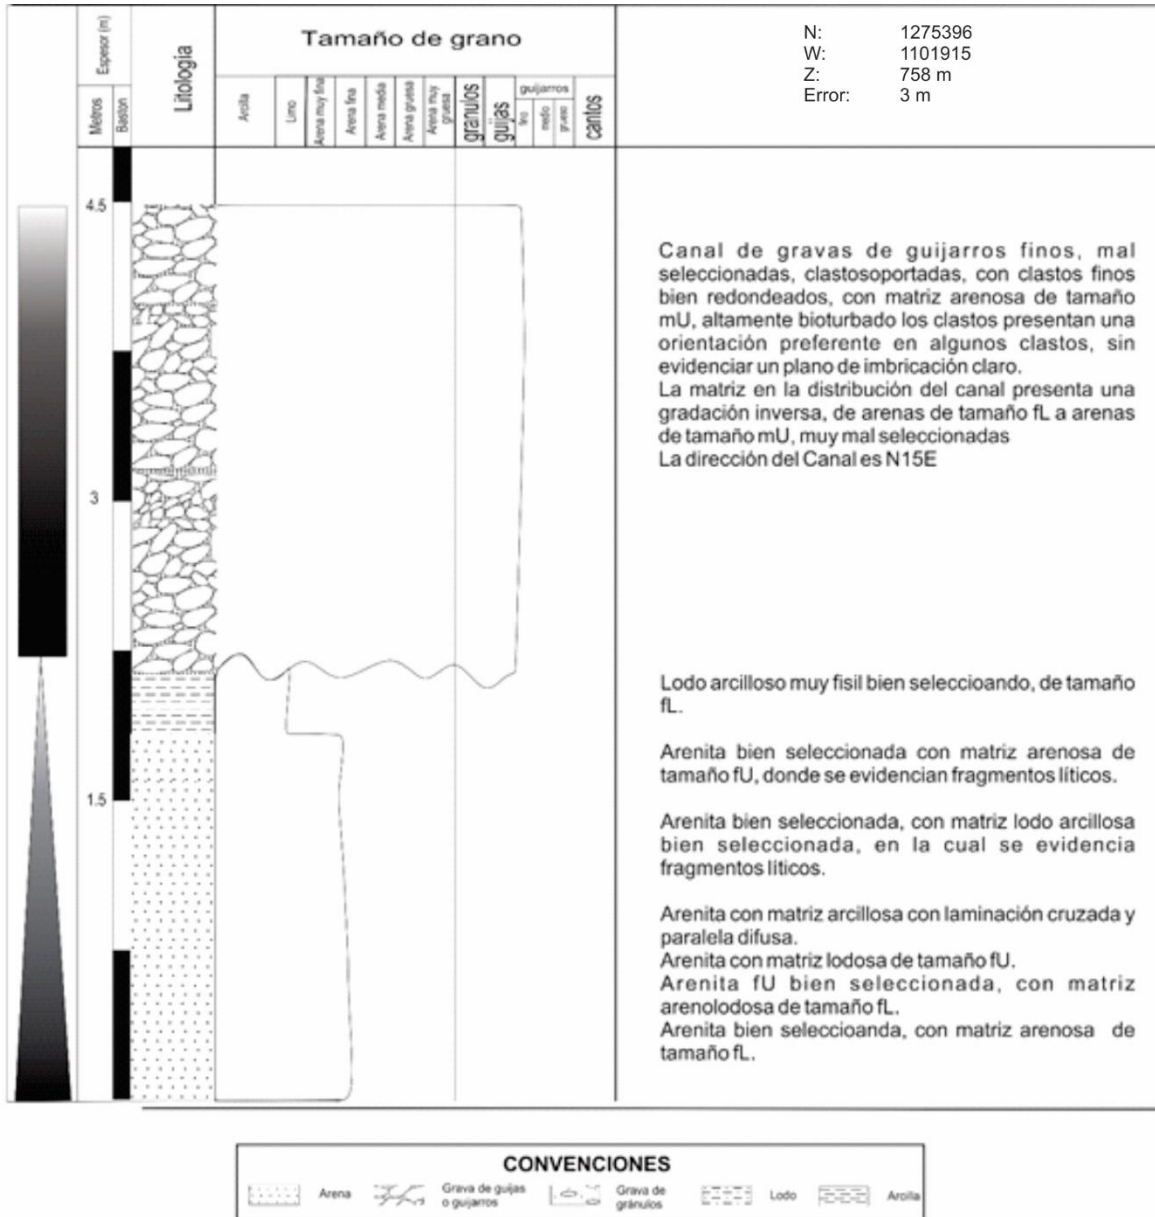 Espesor (m)
Metros
Baston
Litologia
Tamaño de grano
Arcilla
Limo
Arena muy fina
Arena fina
Arena media
Arena gruesa
Arena muy gruesa
granulos
guijas
guijarros
fino
medio
grueso
cantos
N: 1275396
W: 1101915
Z: 758 m
Error: 3 m
4.5
3
1.5
Canal de gravas de guijarros finos, mal
seleccionadas, clastosoportadas, con clastos finos
bien redondeados, con matriz arenosa de tamaño
mU, altamente bioturbado los clastos presentan una
orientación preferente en algunos clastos, sin
evidenciar un plano de imbricación claro.
La matriz en la distribución del canal presenta una
gradación inversa, de arenas de tamaño fL a arenas
de tamaño mU, muy mal seleccionadas
La dirección del Canal es N15E
Lodo arcilloso muy fisil bien seleccioando, de tamaño
fL.
Arenita bien seleccionada con matriz arenosa de
tamaño fU, donde se evidencian fragmentos líticos.
Arenita bien seleccionada, con matriz lodo arcillosa
bien seleccionada, en la cual se evidencia
fragmentos líticos.
Arenita con matriz arcillosa con laminación cruzada y
paralela difusa.
Arenita con matriz lodosa de tamaño fU.
Arenita fU bien seleccionada, con matriz
arenolodosa de tamaño fL.
Arenita bien seleccioanda, con matriz arenosa de
tamaño fL.
CONVENCIONES
Arena
Grava de guijas
o guijarros
Grava de
gránulos
Lodo
Arcilla